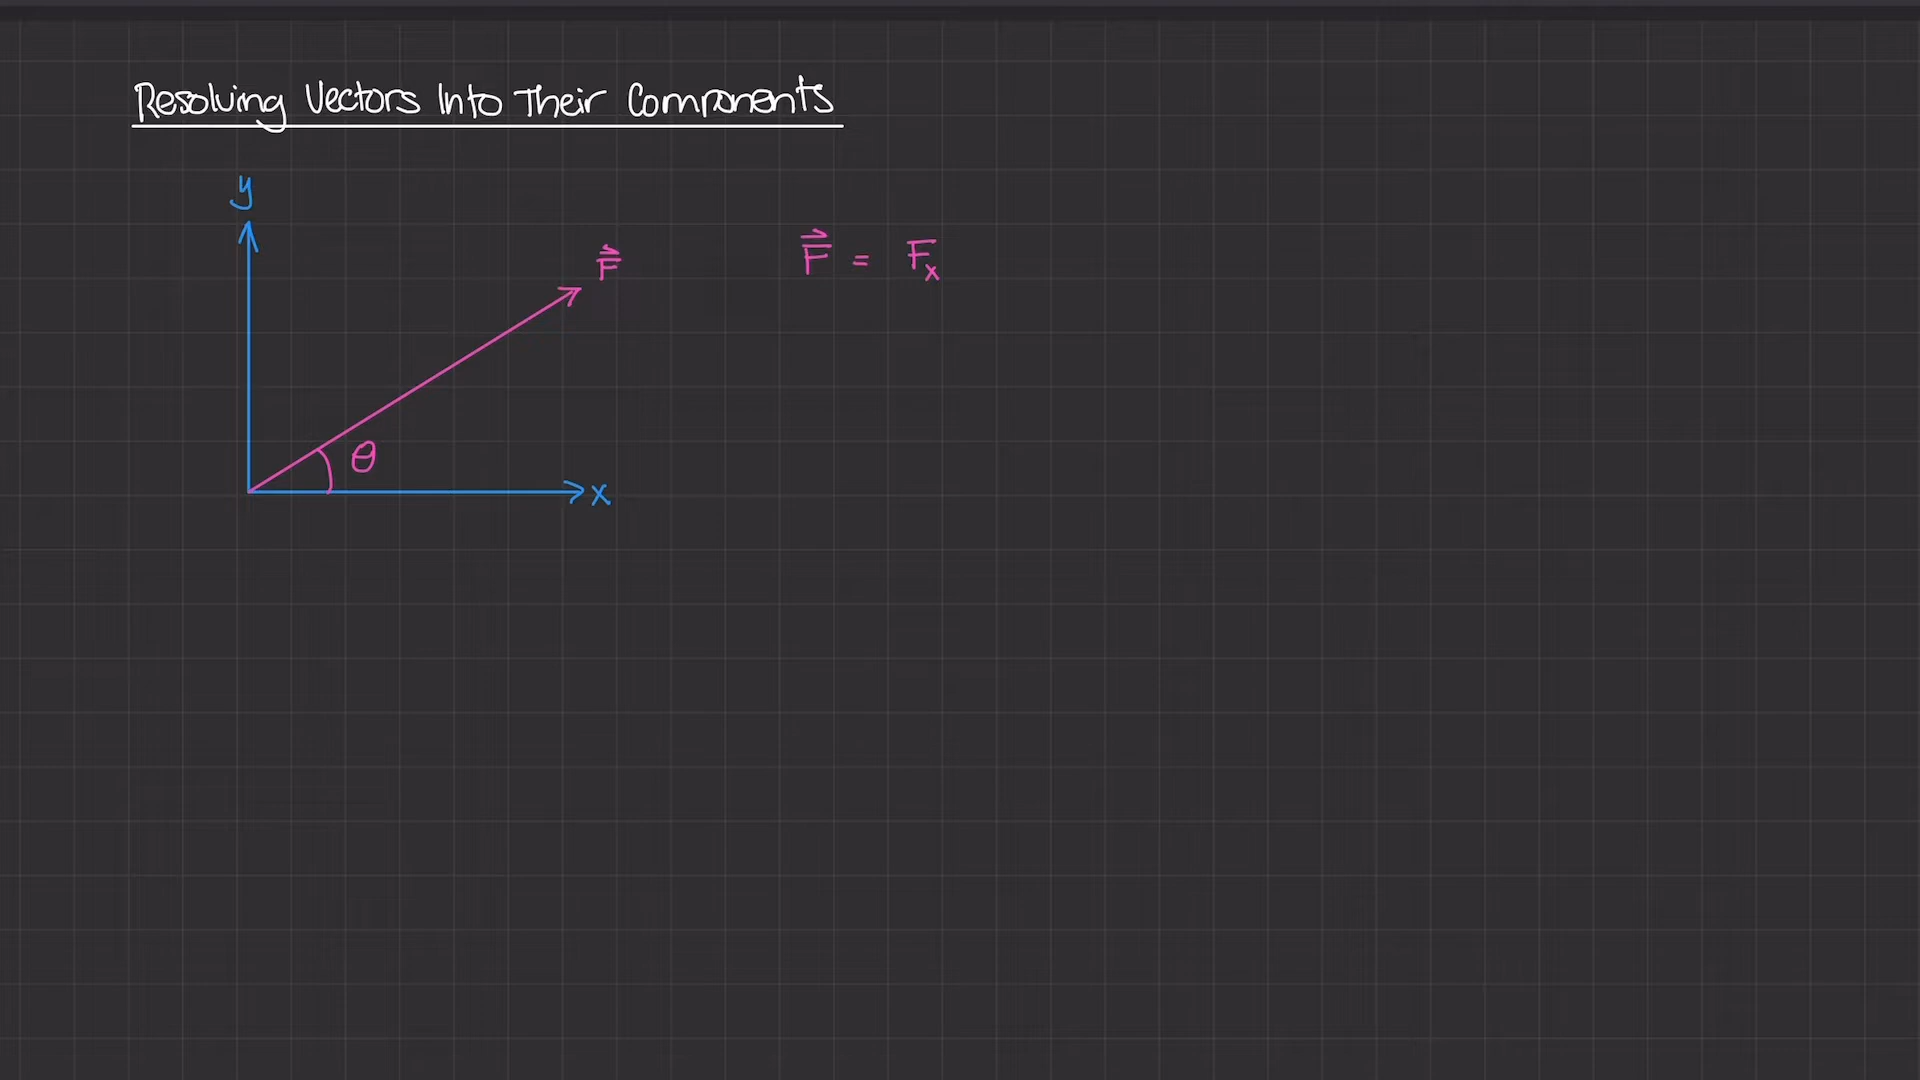 Resolving Vectors Into Their Components
y
F⃗
F⃗ = Fₓ
θ
x